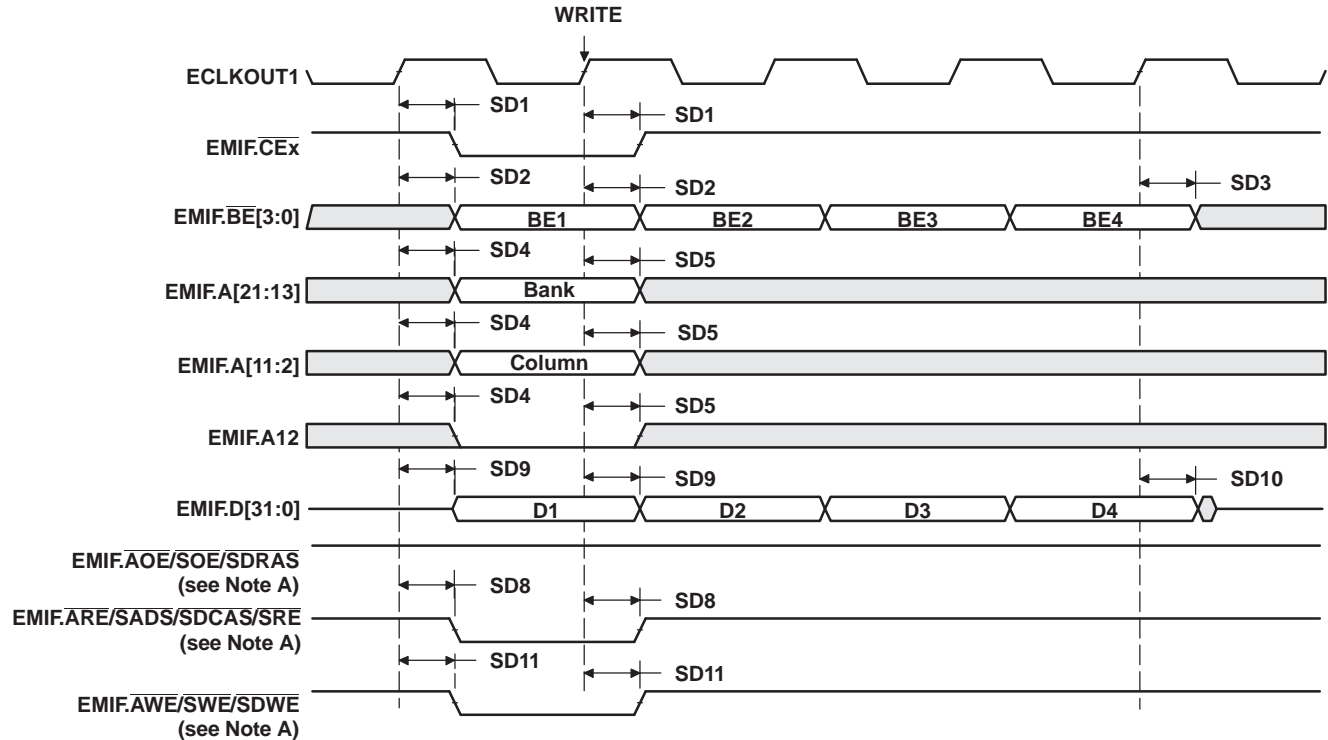 WRITE
ECLKOUT1
SD1
SD1
EMIF.CEx
SD2
SD2
SD3
EMIF.BE[3:0]
BE1
BE2
BE3
BE4
SD4
SD5
EMIF.A[21:13]
Bank
SD4
SD5
EMIF.A[11:2]
Column
SD4
SD5
EMIF.A12
SD9
SD9
SD10
EMIF.D[31:0]
D1
D2
D3
D4
EMIF.AOE/SOE/SDRAS
(see Note A)
SD8
SD8
EMIF.ARE/SADS/SDCAS/SRE
(see Note A)
SD11
SD11
EMIF.AWE/SWE/SDWE
(see Note A)